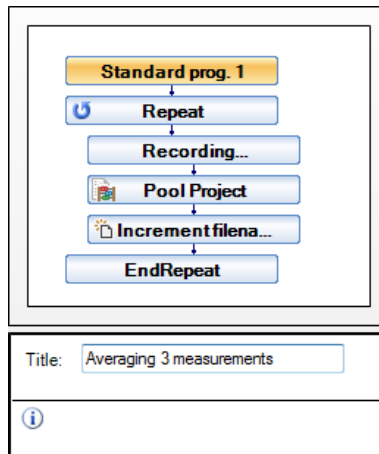 Standard prog. 1
Repeat
Recording...
Pool Project
Increment filena...
EndRepeat
Title: Averaging 3 measurements